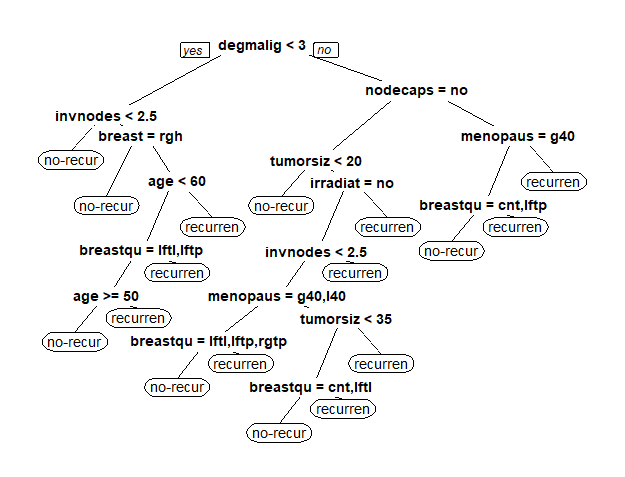 yes degmalig < 3 no
nodecaps = no
invnodes < 2.5
breast = rgh
menopaus = g40
no-recur
tumorsiz < 20
age < 60
irradiat = no
recurren
no-recur
no-recur
breastqu = cnt,lftp
recurren
recurren
recurren
breastqu = lftl,lftp
invnodes < 2.5
no-recur
recurren
recurren
age >= 50
menopaus = g40,l40
recurren
tumorsiz < 35
no-recur
breastqu = lftl,lftp,rgtp
recurren
recurren
no-recur
breastqu = cnt,lftl
recurren
no-recur